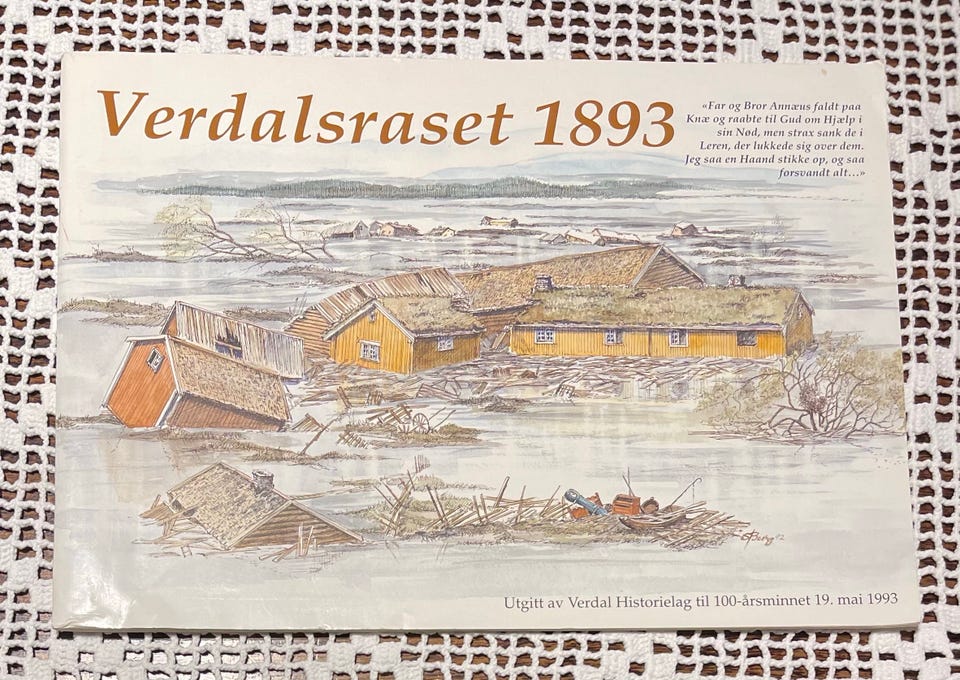 Verdalsraset 1893
«Far og Bror Annæus faldt paa
Knæ og raabte til Gud om Hjælp i
sin Nød, men strax sank de i
Leren, der lukkede sig over dem.
Jeg saa en Haand stikke op, og saa
forsvandt alt...»
Utgitt av Verdal Historielag til 100-årsminnet 19. mai 1993